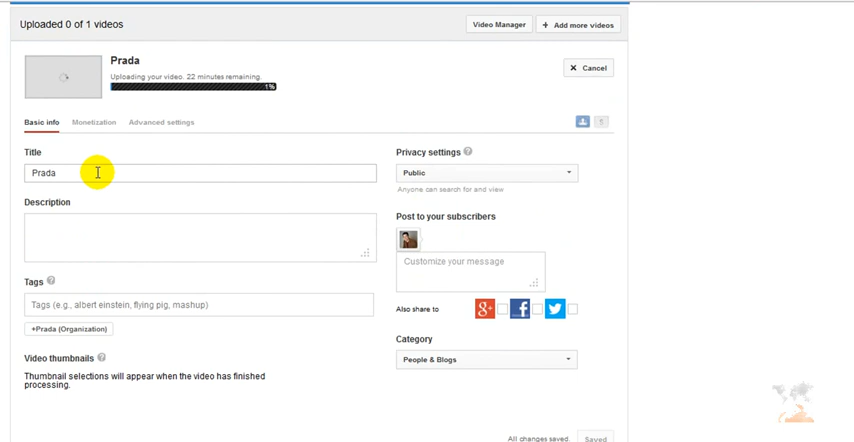 Uploaded 0 of 1 videos
Video Manager
+ Add more videos
Prada
Uploading your video. 22 minutes remaining.
1%
× Cancel
Basic info
Monetization
Advanced settings
Title
Prada
Description
Tags ?
Tags (e.g., albert einstein, flying pig, mashup)
+Prada (Organization)
Video thumbnails ?
Thumbnail selections will appear when the video has finished
processing.
Privacy settings ?
Public
Anyone can search for and view
Post to your subscribers
Customize your message
Also share to
g+
f
Category
People & Blogs
All changes saved.
Saved